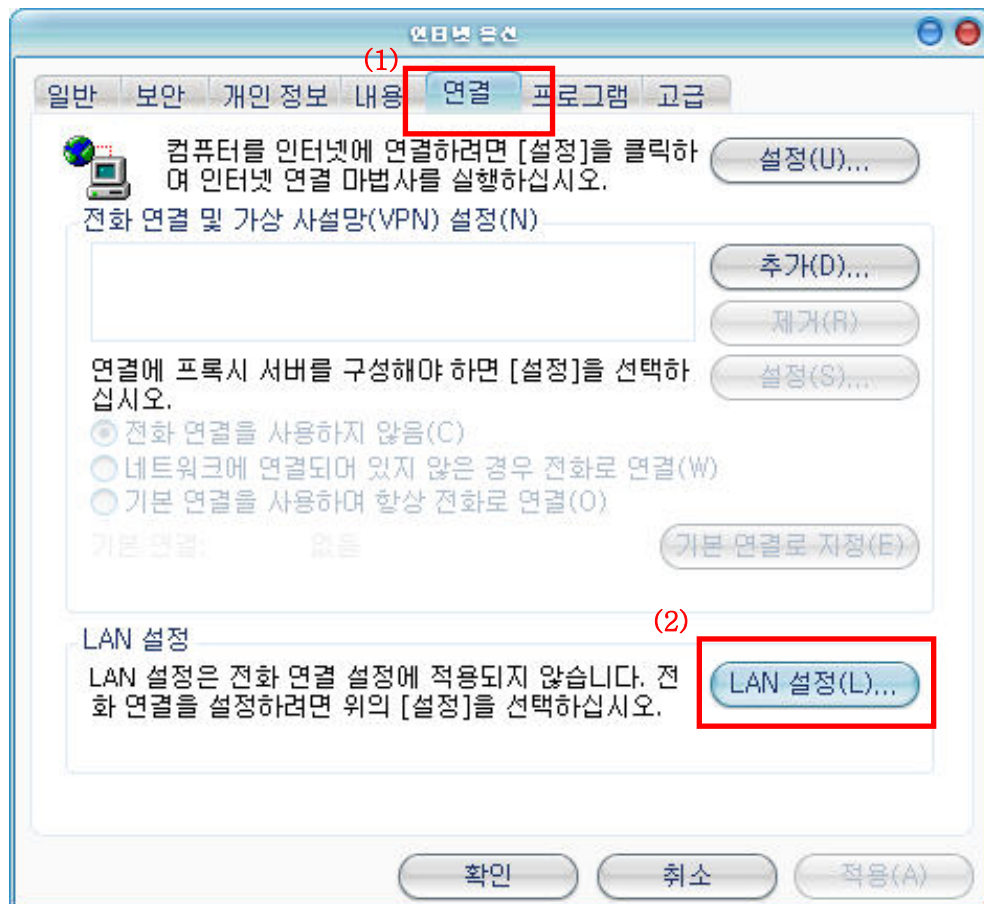 인터넷 옵션
(1)
일반 보안 개인 정보 내용 연결 프로그램 고급
컴퓨터를 인터넷에 연결하려면 [설정]을 클릭하
여 인터넷 연결 마법사를 실행하십시오.
설정(U)...
전화 연결 및 가상 사설망(VPN) 설정(N)
추가(D)...
제거(R)
연결에 프록시 서버를 구성해야 하면 [설정]을 선택하
십시오.
설정(S)...
전화 연결을 사용하지 않음(C)
네트워크에 연결되어 있지 않은 경우 전화로 연결(W)
기본 연결을 사용하여 항상 전화로 연결(O)
기본 연결: 없음
기본 연결로 지정(E)
(2)
LAN 설정
LAN 설정은 전화 연결 설정에 적용되지 않습니다. 전
화 연결을 설정하려면 위의 [설정]을 선택하십시오.
LAN 설정(L)...
확인 취소 적용(A)